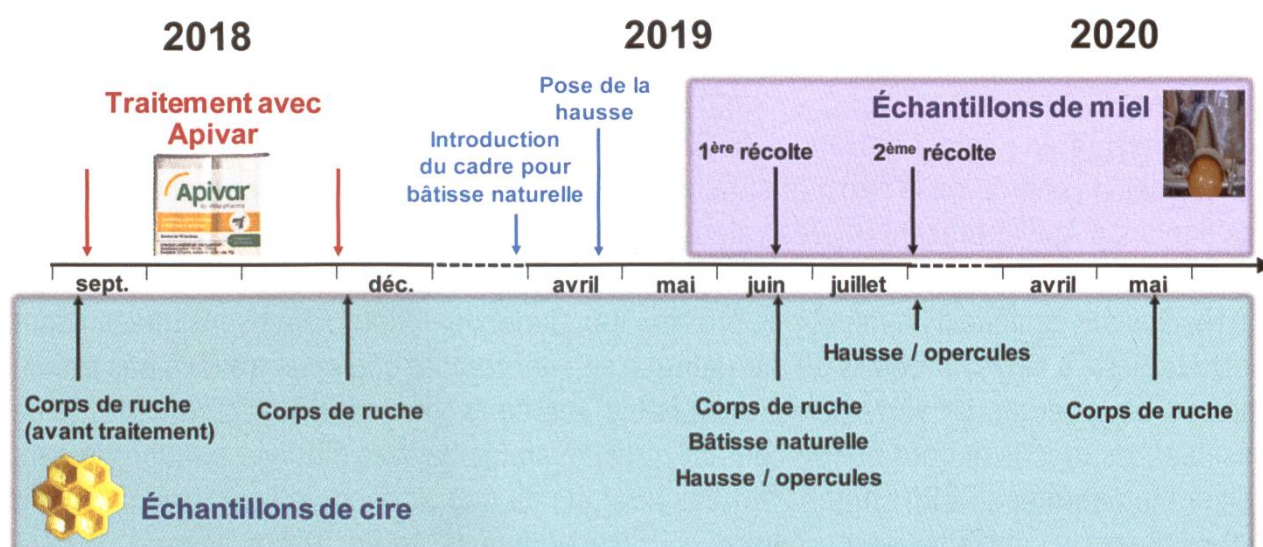 2018
2019
2020
Traitement avec
Apivar
Apivar
Introduction
du cadre pour
bâtisse naturelle
Pose de la
hausse
Échantillons de miel
1ère récolte
2ème récolte
sept.
déc.
avril
mai
juin
juillet
avril
mai
Corps de ruche
(avant traitement)
Corps de ruche
Corps de ruche
Bâtisse naturelle
Hausse / opercules
Hausse / opercules
Corps de ruche
Échantillons de cire